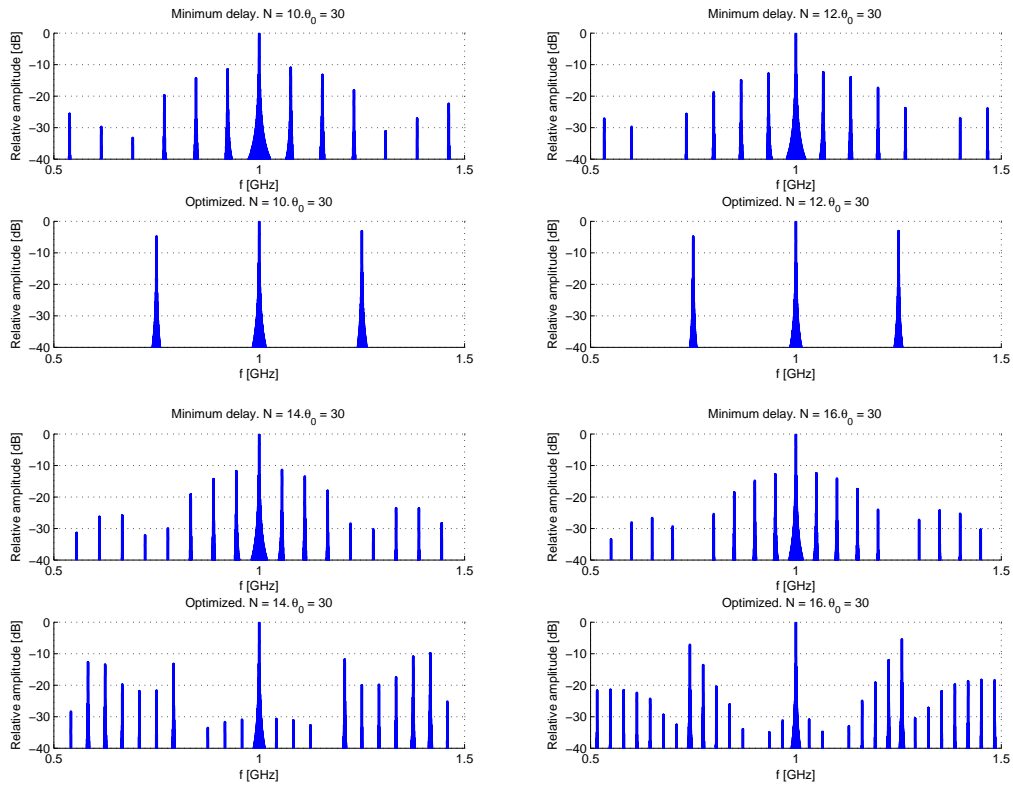 Minimum delay. N = 10.θ0 = 30
Relative amplitude [dB]
0
−10
−20
−30
−40
0.5
1
1.5
f [GHz]
Minimum delay. N = 12.θ0 = 30
Relative amplitude [dB]
0
−10
−20
−30
−40
0.5
1
1.5
f [GHz]
Optimized. N = 10.θ0 = 30
Relative amplitude [dB]
0
−10
−20
−30
−40
0.5
1
1.5
f [GHz]
Optimized. N = 12.θ0 = 30
Relative amplitude [dB]
0
−10
−20
−30
−40
0.5
1
1.5
f [GHz]
Minimum delay. N = 14.θ0 = 30
Relative amplitude [dB]
0
−10
−20
−30
−40
0.5
1
1.5
f [GHz]
Minimum delay. N = 16.θ0 = 30
Relative amplitude [dB]
0
−10
−20
−30
−40
0.5
1
1.5
f [GHz]
Optimized. N = 14.θ0 = 30
Relative amplitude [dB]
0
−10
−20
−30
−40
0.5
1
1.5
f [GHz]
Optimized. N = 16.θ0 = 30
Relative amplitude [dB]
0
−10
−20
−30
−40
0.5
1
1.5
f [GHz]